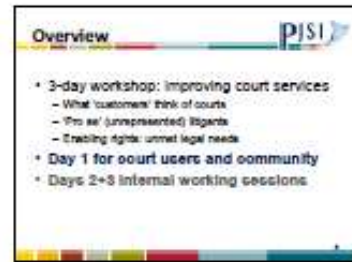 Overview
PJSI
• 3-day workshop: improving court services
– What 'customers' think of courts
– 'Pro se' (unrepresented) litigants
– Enabling rights: unmet legal needs
• Day 1 for court users and community
• Days 2+3 internal working sessions